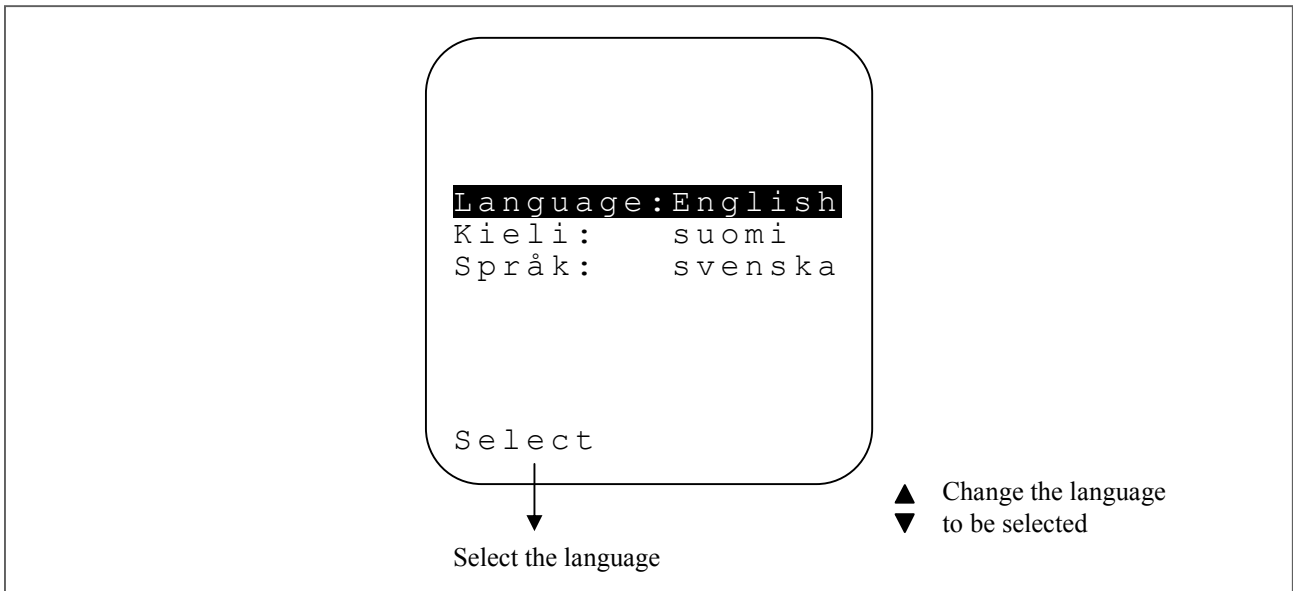 Language:English
Kieli: suomi
Språk: svenska
Select
▲ Change the language
▼ to be selected
Select the language